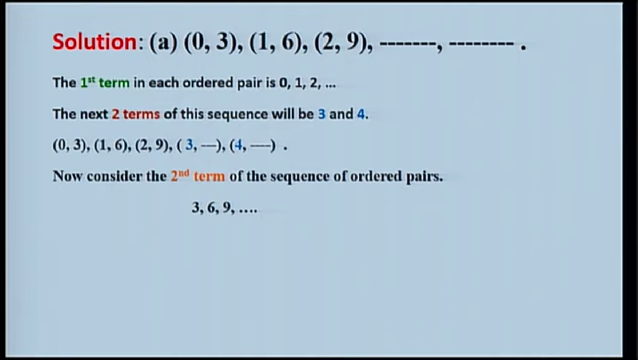 Solution: (a) (0, 3), (1, 6), (2, 9), -------, -------- .
The 1st term in each ordered pair is 0, 1, 2, ...
The next 2 terms of this sequence will be 3 and 4.
(0, 3), (1, 6), (2, 9), ( 3, —), (4, —) .
Now consider the 2nd term of the sequence of ordered pairs.
3, 6, 9, ....